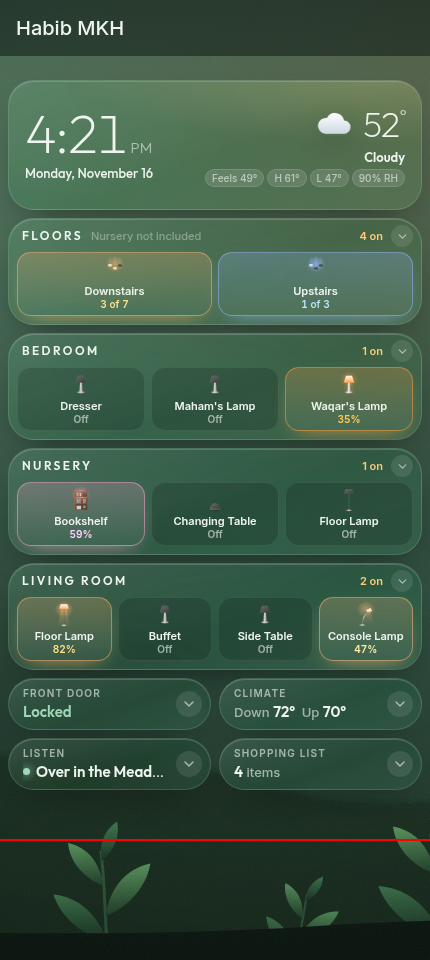 Habib MKH
4:21 PM
Monday, November 16
52°
Cloudy
Feels 49° H 61° L 47° 90% RH
FLOORS Nursery not included 4 on
Downstairs Upstairs
3 of 7 1 of 3
BEDROOM 1 on
Dresser Maham's Lamp Waqar's Lamp
Off Off 35%
NURSERY 1 on
Bookshelf Changing Table Floor Lamp
59% Off Off
LIVING ROOM 2 on
Floor Lamp Buffet Side Table Console Lamp
82% Off Off 47%
FRONT DOOR CLIMATE
Locked Down 72° Up 70°
LISTEN SHOPPING LIST
Over in the Mead... 4 items